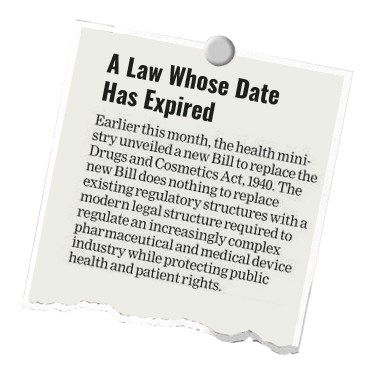 A Law Whose Date
Has Expired
Earlier this month, the health mini-
stry unveiled a new Bill to replace the
Drugs and Cosmetics Act, 1940. The
new Bill does nothing to replace
existing regulatory structures with a
modern legal structure required to
regulate an increasingly complex
pharmaceutical and medical device
industry while protecting public
health and patient rights.